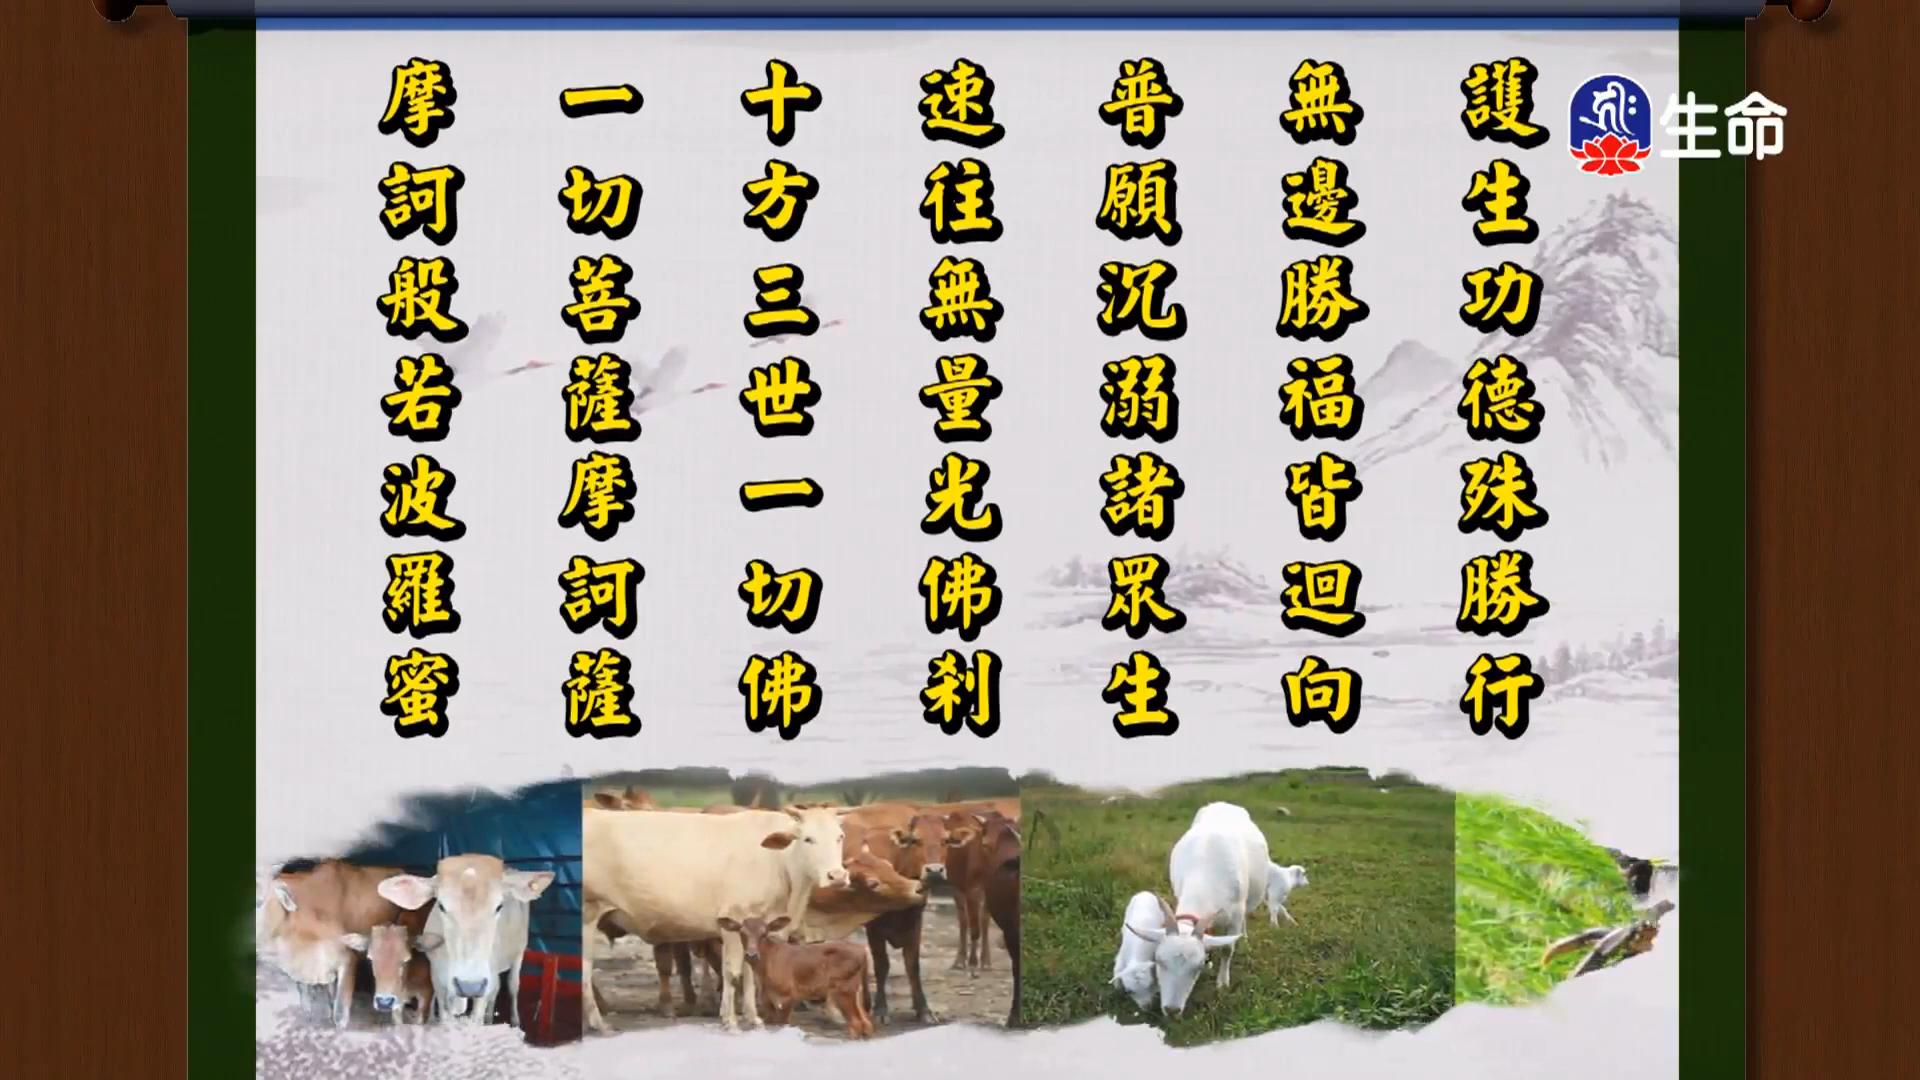 護生功德殊勝行
無邊勝福皆迴向
普願沉溺諸眾生
速往無量光佛剎
十方三世一切佛
一切菩薩摩訶薩
摩訶般若波羅蜜
生命